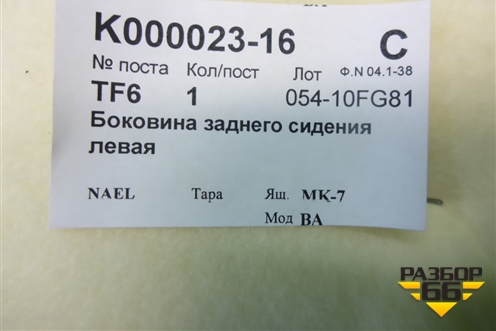 K000023-16 C
№ поста Кол/пост Лот Ф.N 04.1-38
TF6 1 054-10FG81
Боковина заднего сидения
левая
NAEL Тара Ящ. MK-7
Мод BA
РАЗБОР
66